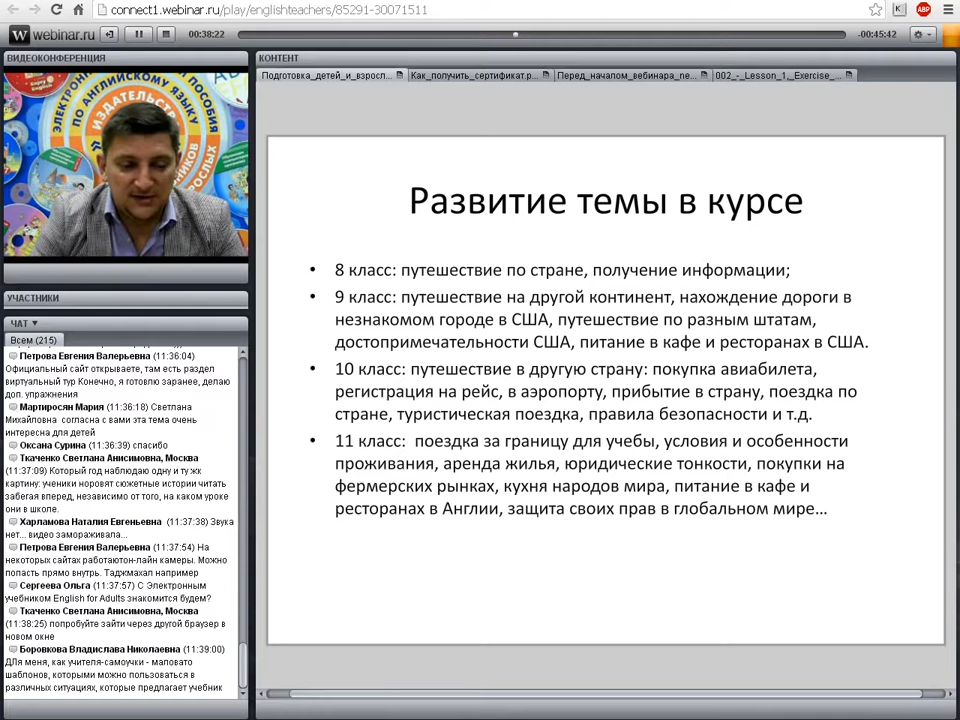 connect1.webinar.ru/play/englishteachers/85291-30071511
webinar.ru
00:38:22
-00:45:42
ВИДЕОКОНФЕРЕНЦИЯ
ЭЛЕКТРОННЫЕ
ПО АНГЛИЙСКОМУ ЯЗЫКУ
ПОСОБИЯ
ИЗДАТЕЛЬСТВ
УЧАСТНИКИ
ЧАТ
Всем (215)
Петрова Евгения Валерьевна (11:36:04)
Официальный сайт открываете, там есть раздел
виртуальный тур Конечно, я готовлю заранее, делаю
доп. упражнения
Мартиросян Мария (11:36:18) Светлана
Михайловна согласна с вами эта тема очень
интересна для детей
Оксана Сурина (11:36:39) спасибо
Ткаченко Светлана Анисимовна, Москва
(11:37:09) Который год наблюдаю одну и ту жк
картину: ученики норовят сюжетные истории читать
забегая вперед, независимо от того, на каком уроке
они в школе.
Харламова Наталия Евгеньевна (11:37:38) Звука
нет... видео замораживала...
Петрова Евгения Валерьевна (11:37:54) На
некоторых сайтах работаютон-лайн камеры. Можно
попасть прямо внутрь. Таджмахал например
Сергеева Ольга (11:37:57) С Электронным
учебником English for Adults знакомится будем?
Ткаченко Светлана Анисимовна, Москва
(11:38:25) попробуйте зайти через другой браузер в
новом окне
Боровкова Владислава Николаевна (11:39:00)
ДЛя меня, как учителя-самоучки - маловато
шаблонов, которыми можно пользоваться в
различных ситуациях, которые предлагает учебник
КОНТЕНТ
Подготовка_детей_и_взросл...
Как_получить_сертификат.p...
Перед_началом_вебинара_пе...
002_-_Lesson_1,_Exercise_...
Развитие темы в курсе
• 8 класс: путешествие по стране, получение информации;
• 9 класс: путешествие на другой континент, нахождение дороги в
незнакомом городе в США, путешествие по разным штатам,
достопримечательности США, питание в кафе и ресторанах в США.
• 10 класс: путешествие в другую страну: покупка авиабилета,
регистрация на рейс, в аэропорту, прибытие в страну, поездка по
стране, туристическая поездка, правила безопасности и т.д.
• 11 класс: поездка за границу для учебы, условия и особенности
проживания, аренда жилья, юридические тонкости, покупки на
фермерских рынках, кухня народов мира, питание в кафе и
ресторанах в Англии, защита своих прав в глобальном мире...